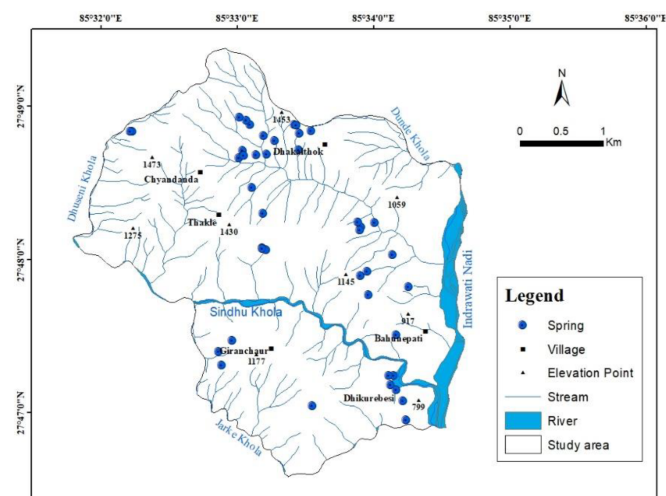 85°32'0"E 85°33'0"E 85°34'0"E 85°35'0"E 85°36'0"E
27°49'0"N
27°48'0"N
27°47'0"N
N
0 0.5 1
Km
1453
Dhakalthok
Dunde Khola
1473
Chyandanda
Dhuseni Khola
1059
Thakle
1430
1275
1145
Indrawati Nadi
Sindhu Khola
917
Bahunepati
Giranchaur
1177
Dhikurebesi
799
Jarke Khola
Legend
Spring
Village
Elevation Point
Stream
River
Study area